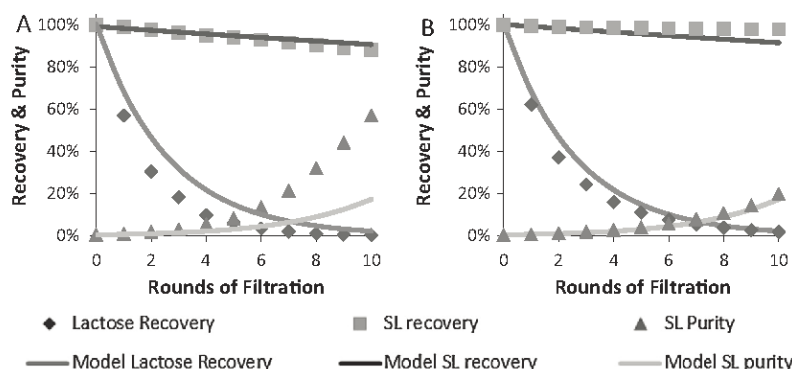 A
B
Recovery & Purity
100%
80%
60%
40%
20%
0%
0 2 4 6 8 10
Rounds of Filtration
Recovery & Purity
100%
80%
60%
40%
20%
0%
0 2 4 6 8 10
Rounds of Filtration
Lactose Recovery SL recovery SL Purity
Model Lactose Recovery Model SL recovery Model SL purity